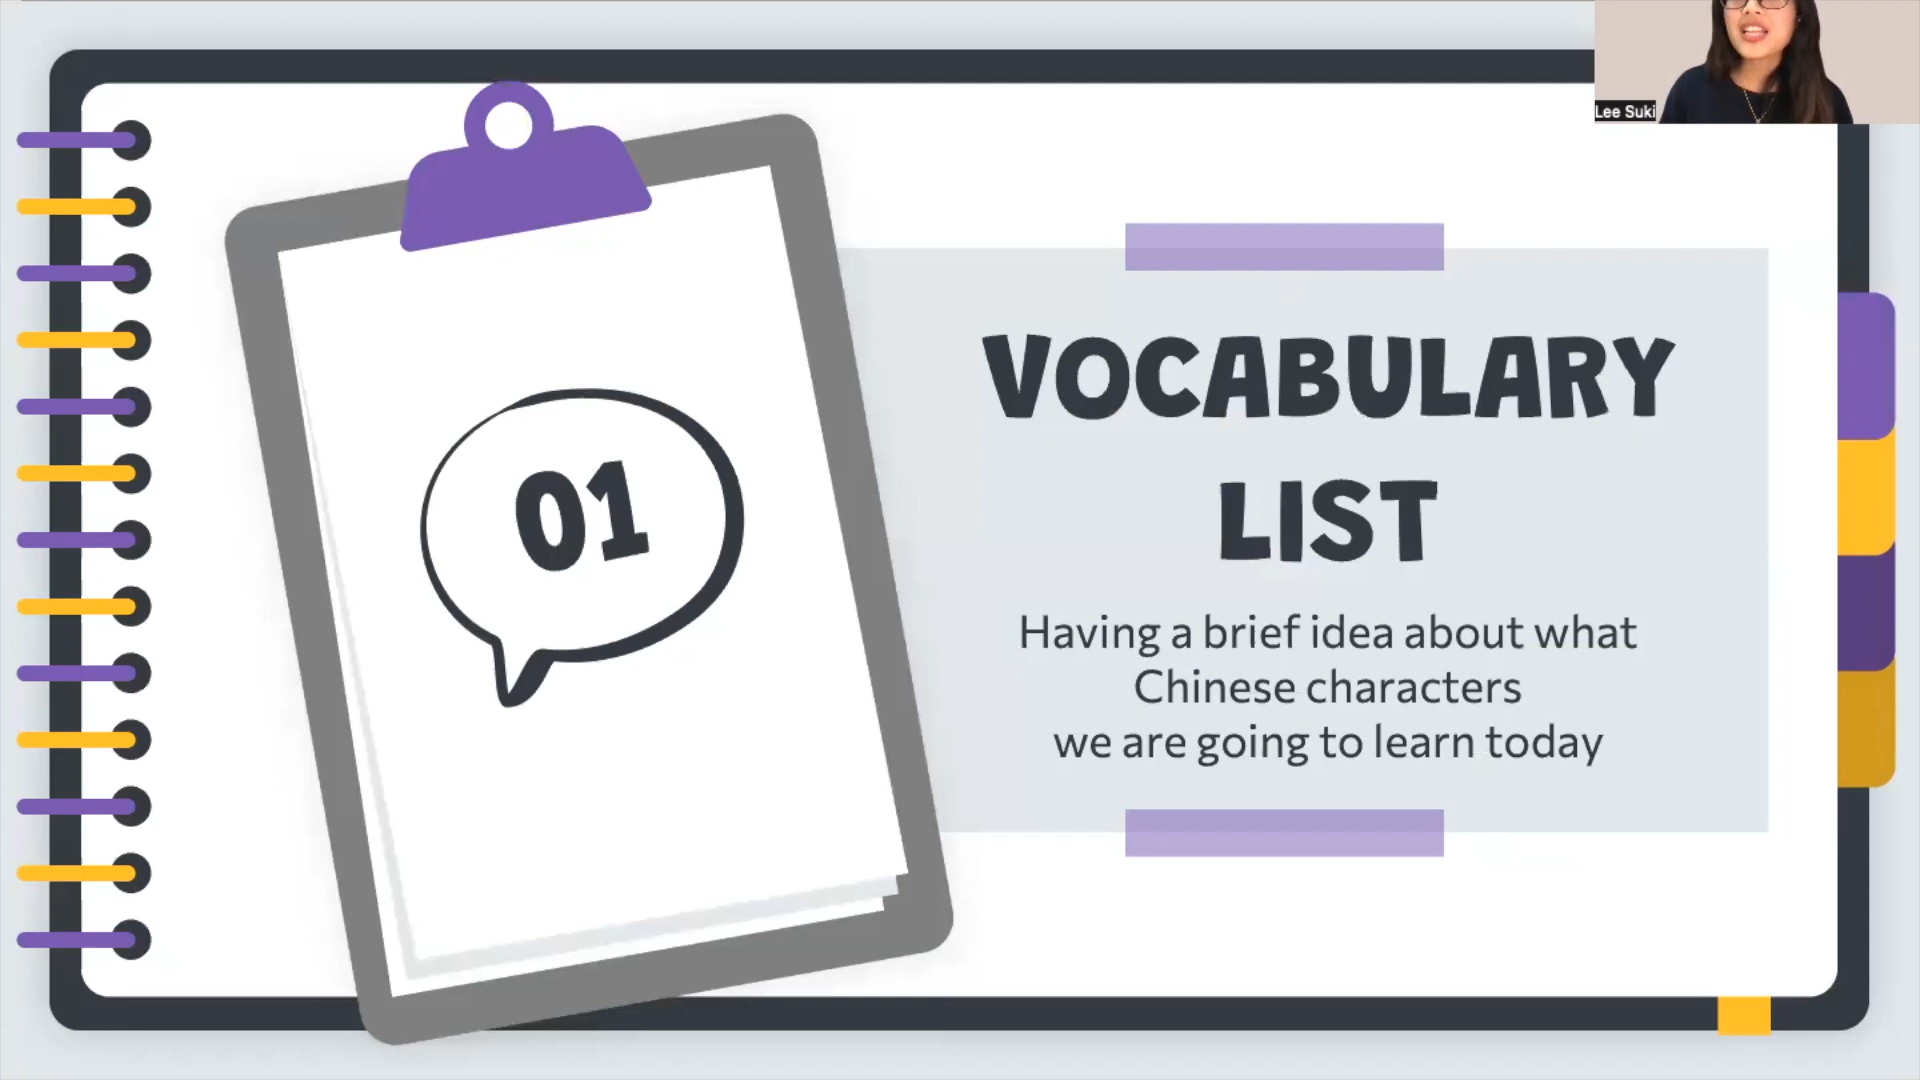 Lee Suki
01
VOCABULARY
LIST
Having a brief idea about what
Chinese characters
we are going to learn today